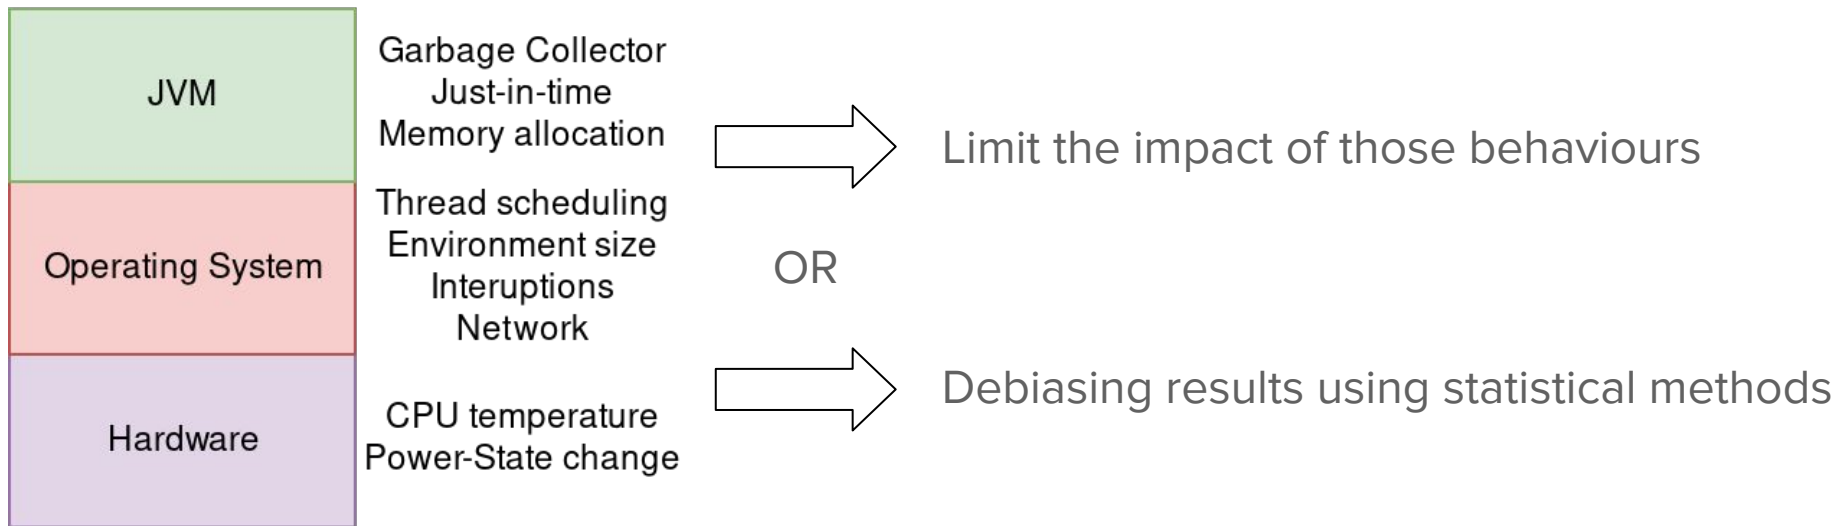 JVM
Garbage Collector
Just-in-time
Memory allocation
Limit the impact of those behaviours
Operating System
Thread scheduling
Environment size
Interuptions
Network
OR
Hardware
CPU temperature
Power-State change
Debiasing results using statistical methods